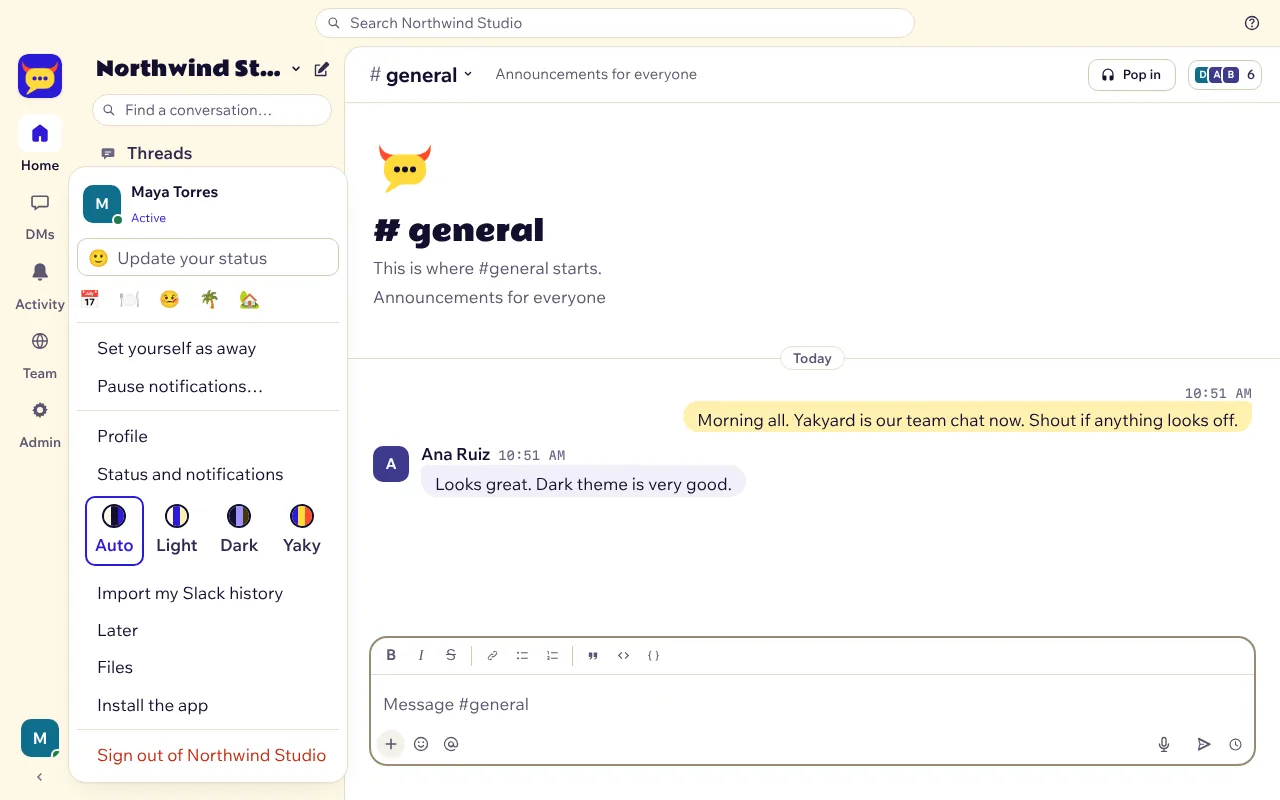 Search Northwind Studio
Northwind St...
Find a conversation...
Threads
Home
DMs
Activity
Team
Admin
M
Maya Torres
Active
Update your status
Set yourself as away
Pause notifications...
Profile
Status and notifications
Auto Light Dark Yaky
Import my Slack history
Later
Files
Install the app
Sign out of Northwind Studio
M
# general
Announcements for everyone
Pop in
D A B 6
# general
This is where #general starts.
Announcements for everyone
Today
10:51 AM
Morning all. Yakyard is our team chat now. Shout if anything looks off.
A
Ana Ruiz 10:51 AM
Looks great. Dark theme is very good.
B I S
Message #general